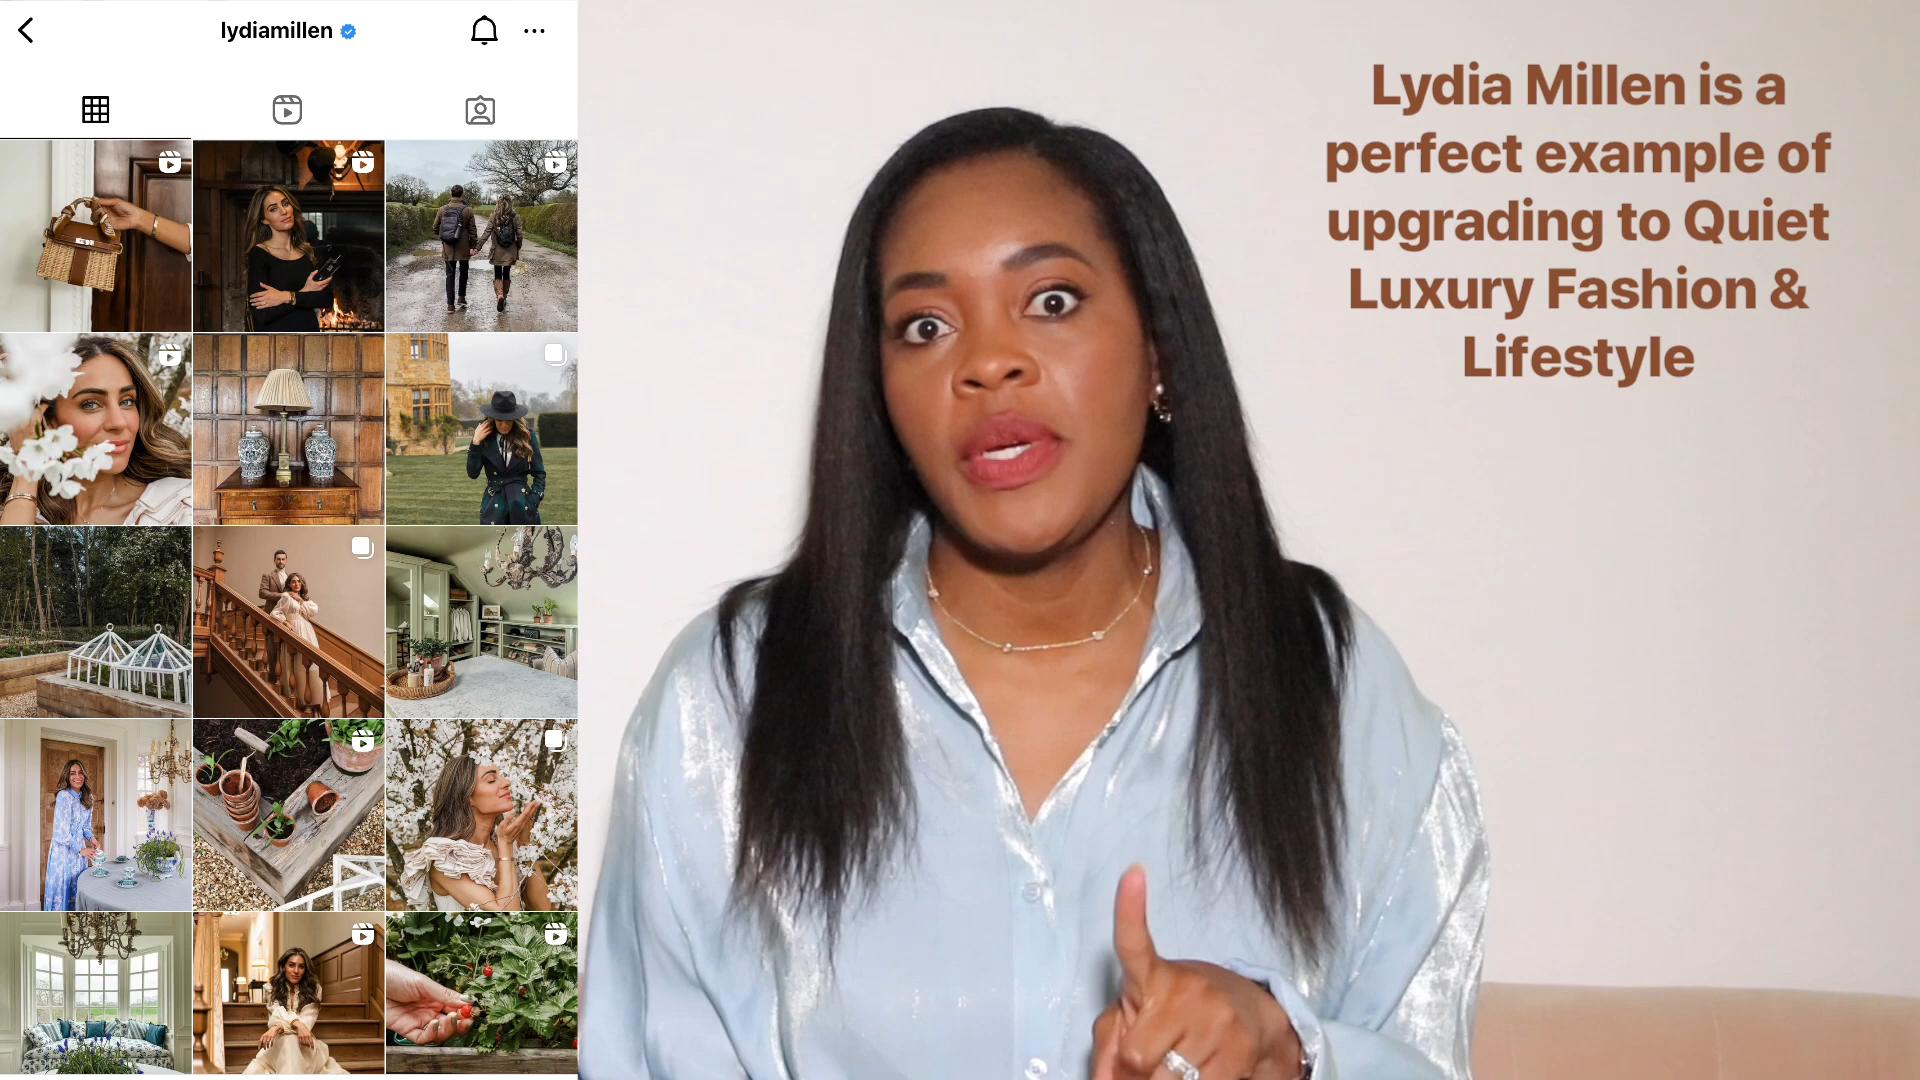 lydiamillen
Lydia Millen is a
perfect example of
upgrading to Quiet
Luxury Fashion &
Lifestyle